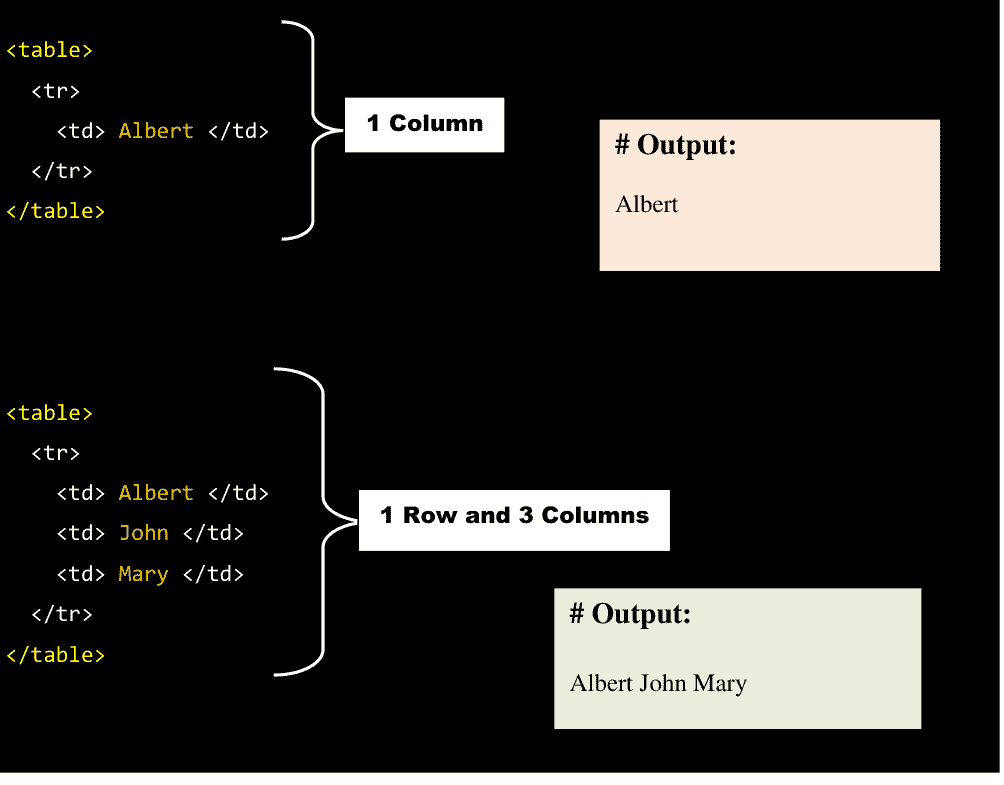 <table>
<tr>
<td> Albert </td>
</tr>
</table>
1 Column
# Output:
Albert
<table>
<tr>
<td> Albert </td>
<td> John </td>
<td> Mary </td>
</tr>
</table>
1 Row and 3 Columns
# Output:
Albert John Mary